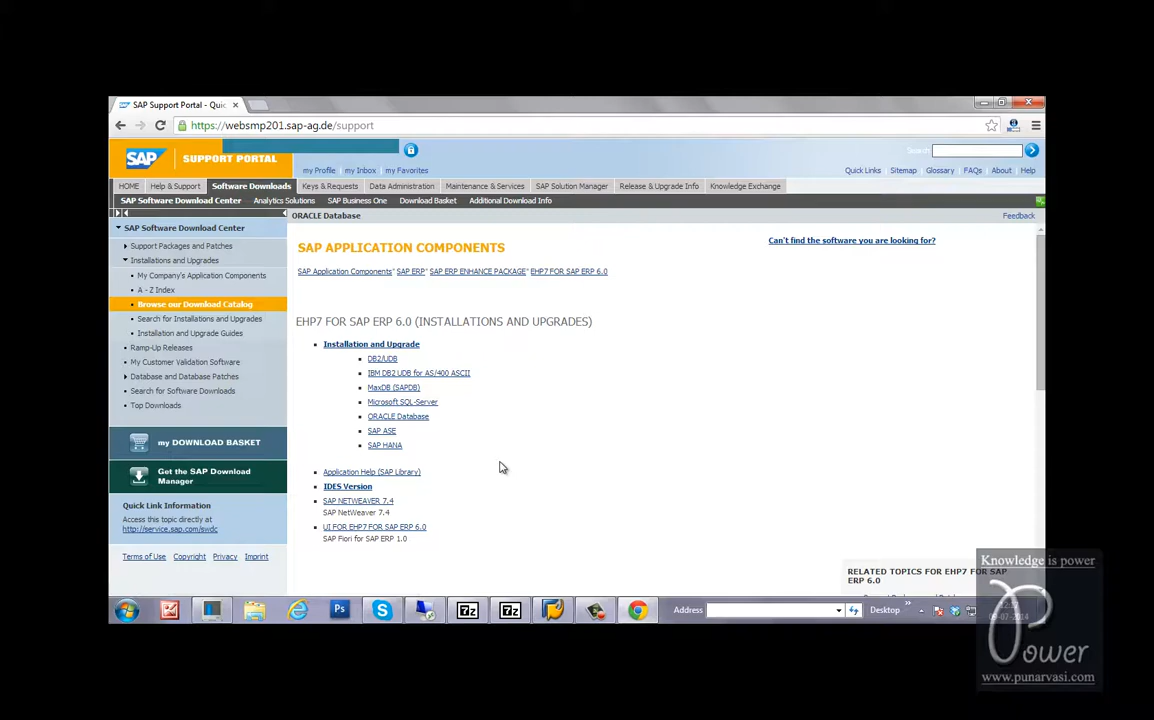 SAP Support Portal - Quic
https://websmp201.sap-ag.de/support
SAP SUPPORT PORTAL
Search
my Profile my Inbox my Favorites
Quick Links Sitemap Glossary FAQs About Help
HOME Help & Support Software Downloads Keys & Requests Data Administration Maintenance & Services SAP Solution Manager Release & Upgrade Info Knowledge Exchange
SAP Software Download Center Analytics Solutions SAP Business One Download Basket Additional Download Info
ORACLE Database
Feedback
SAP Software Download Center
Support Packages and Patches
Installations and Upgrades
My Company's Application Components
A - Z Index
Browse our Download Catalog
Search for Installations and Upgrades
Installation and Upgrade Guides
Ramp-Up Releases
My Customer Validation Software
Database and Database Patches
Search for Software Downloads
Top Downloads
my DOWNLOAD BASKET
Get the SAP Download
Manager
Quick Link Information
Access this topic directly at
http://service.sap.com/swdc
Terms of Use Copyright Privacy Imprint
SAP APPLICATION COMPONENTS
Can't find the software you are looking for?
SAP Application Components" SAP ERP" SAP ERP ENHANCE PACKAGE" EHP7 FOR SAP ERP 6.0
EHP7 FOR SAP ERP 6.0 (INSTALLATIONS AND UPGRADES)
Installation and Upgrade
DB2/UDB
IBM DB2 UDB for AS/400 ASCII
MaxDB (SAPDB)
Microsoft SQL-Server
ORACLE Database
SAP ASE
SAP HANA
Application Help (SAP Library)
IDES Version
SAP NETWEAVER 7.4
SAP NetWeaver 7.4
UI FOR EHP7 FOR SAP ERP 6.0
SAP Fiori for SAP ERP 1.0
RELATED TOPICS FOR EHP7 FOR SAP
ERP 6.0
Ps 7z 7z
Address
Desktop
09-07-2014
Knowledge is power
Power
www.punarvasi.com